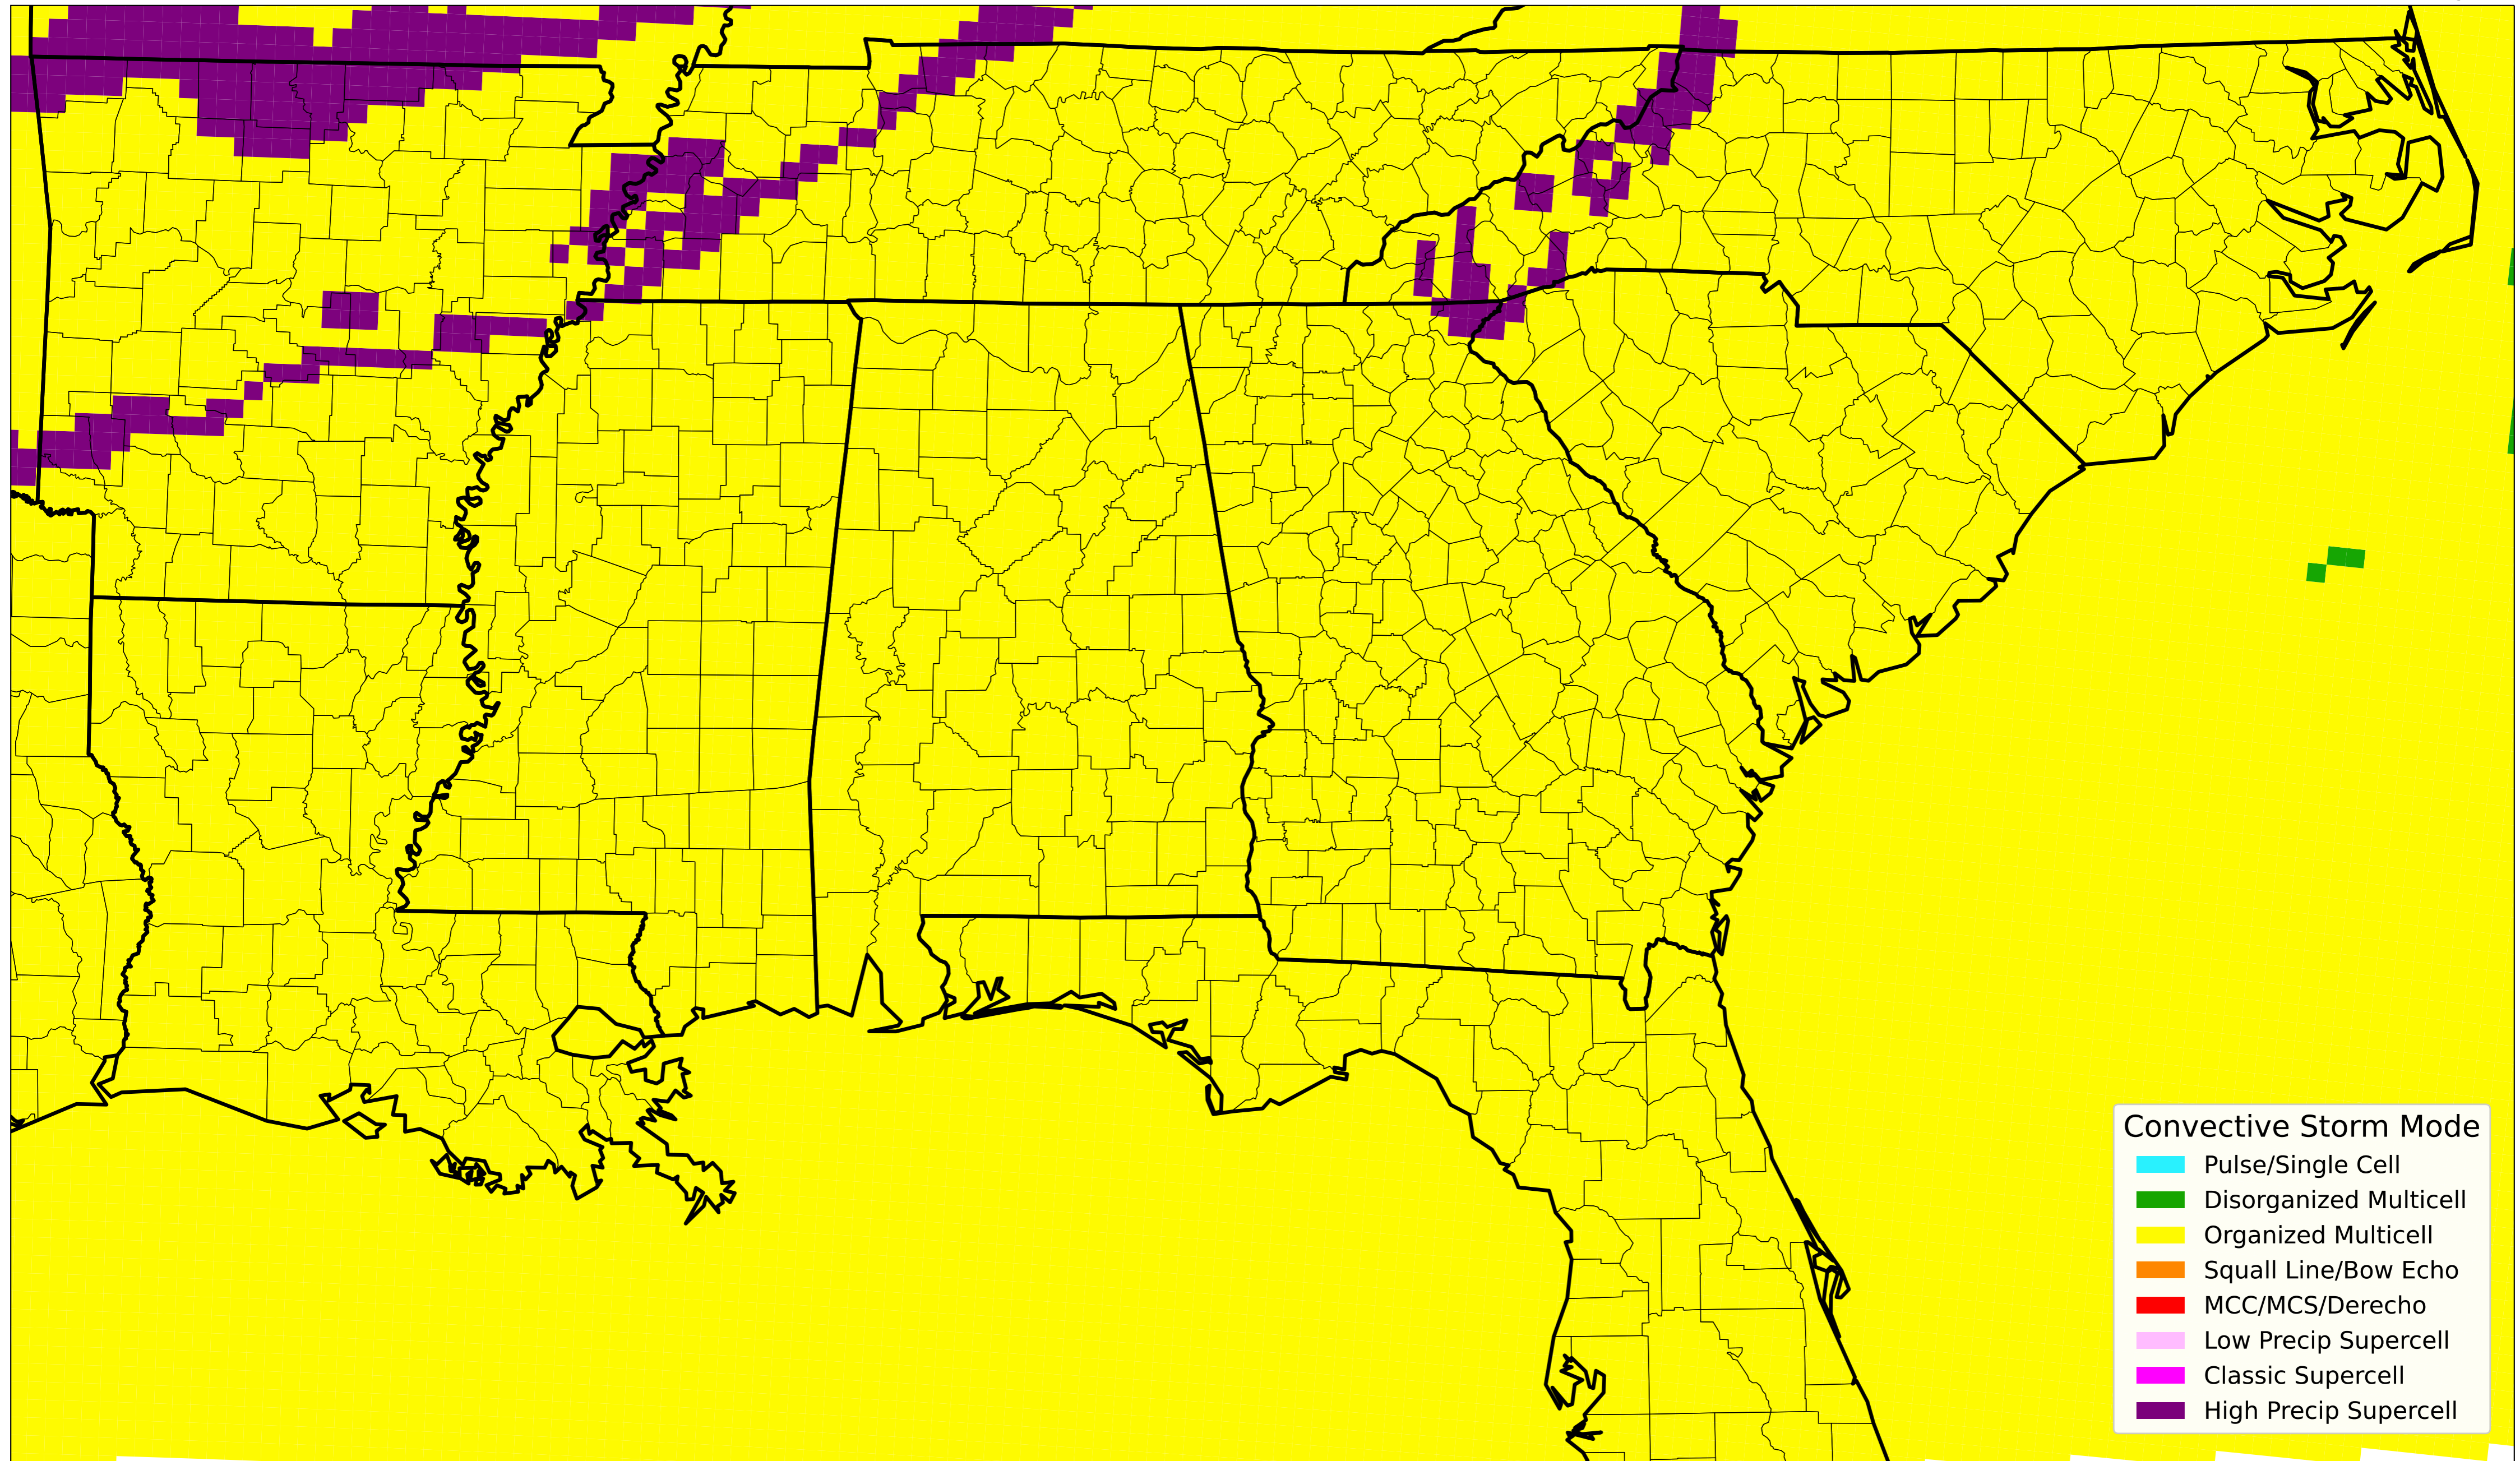 Convective Storm Mode
Pulse/Single Cell
Disorganized Multicell
Organized Multicell
Squall Line/Bow Echo
MCC/MCS/Derecho
Low Precip Supercell
Classic Supercell
High Precip Supercell